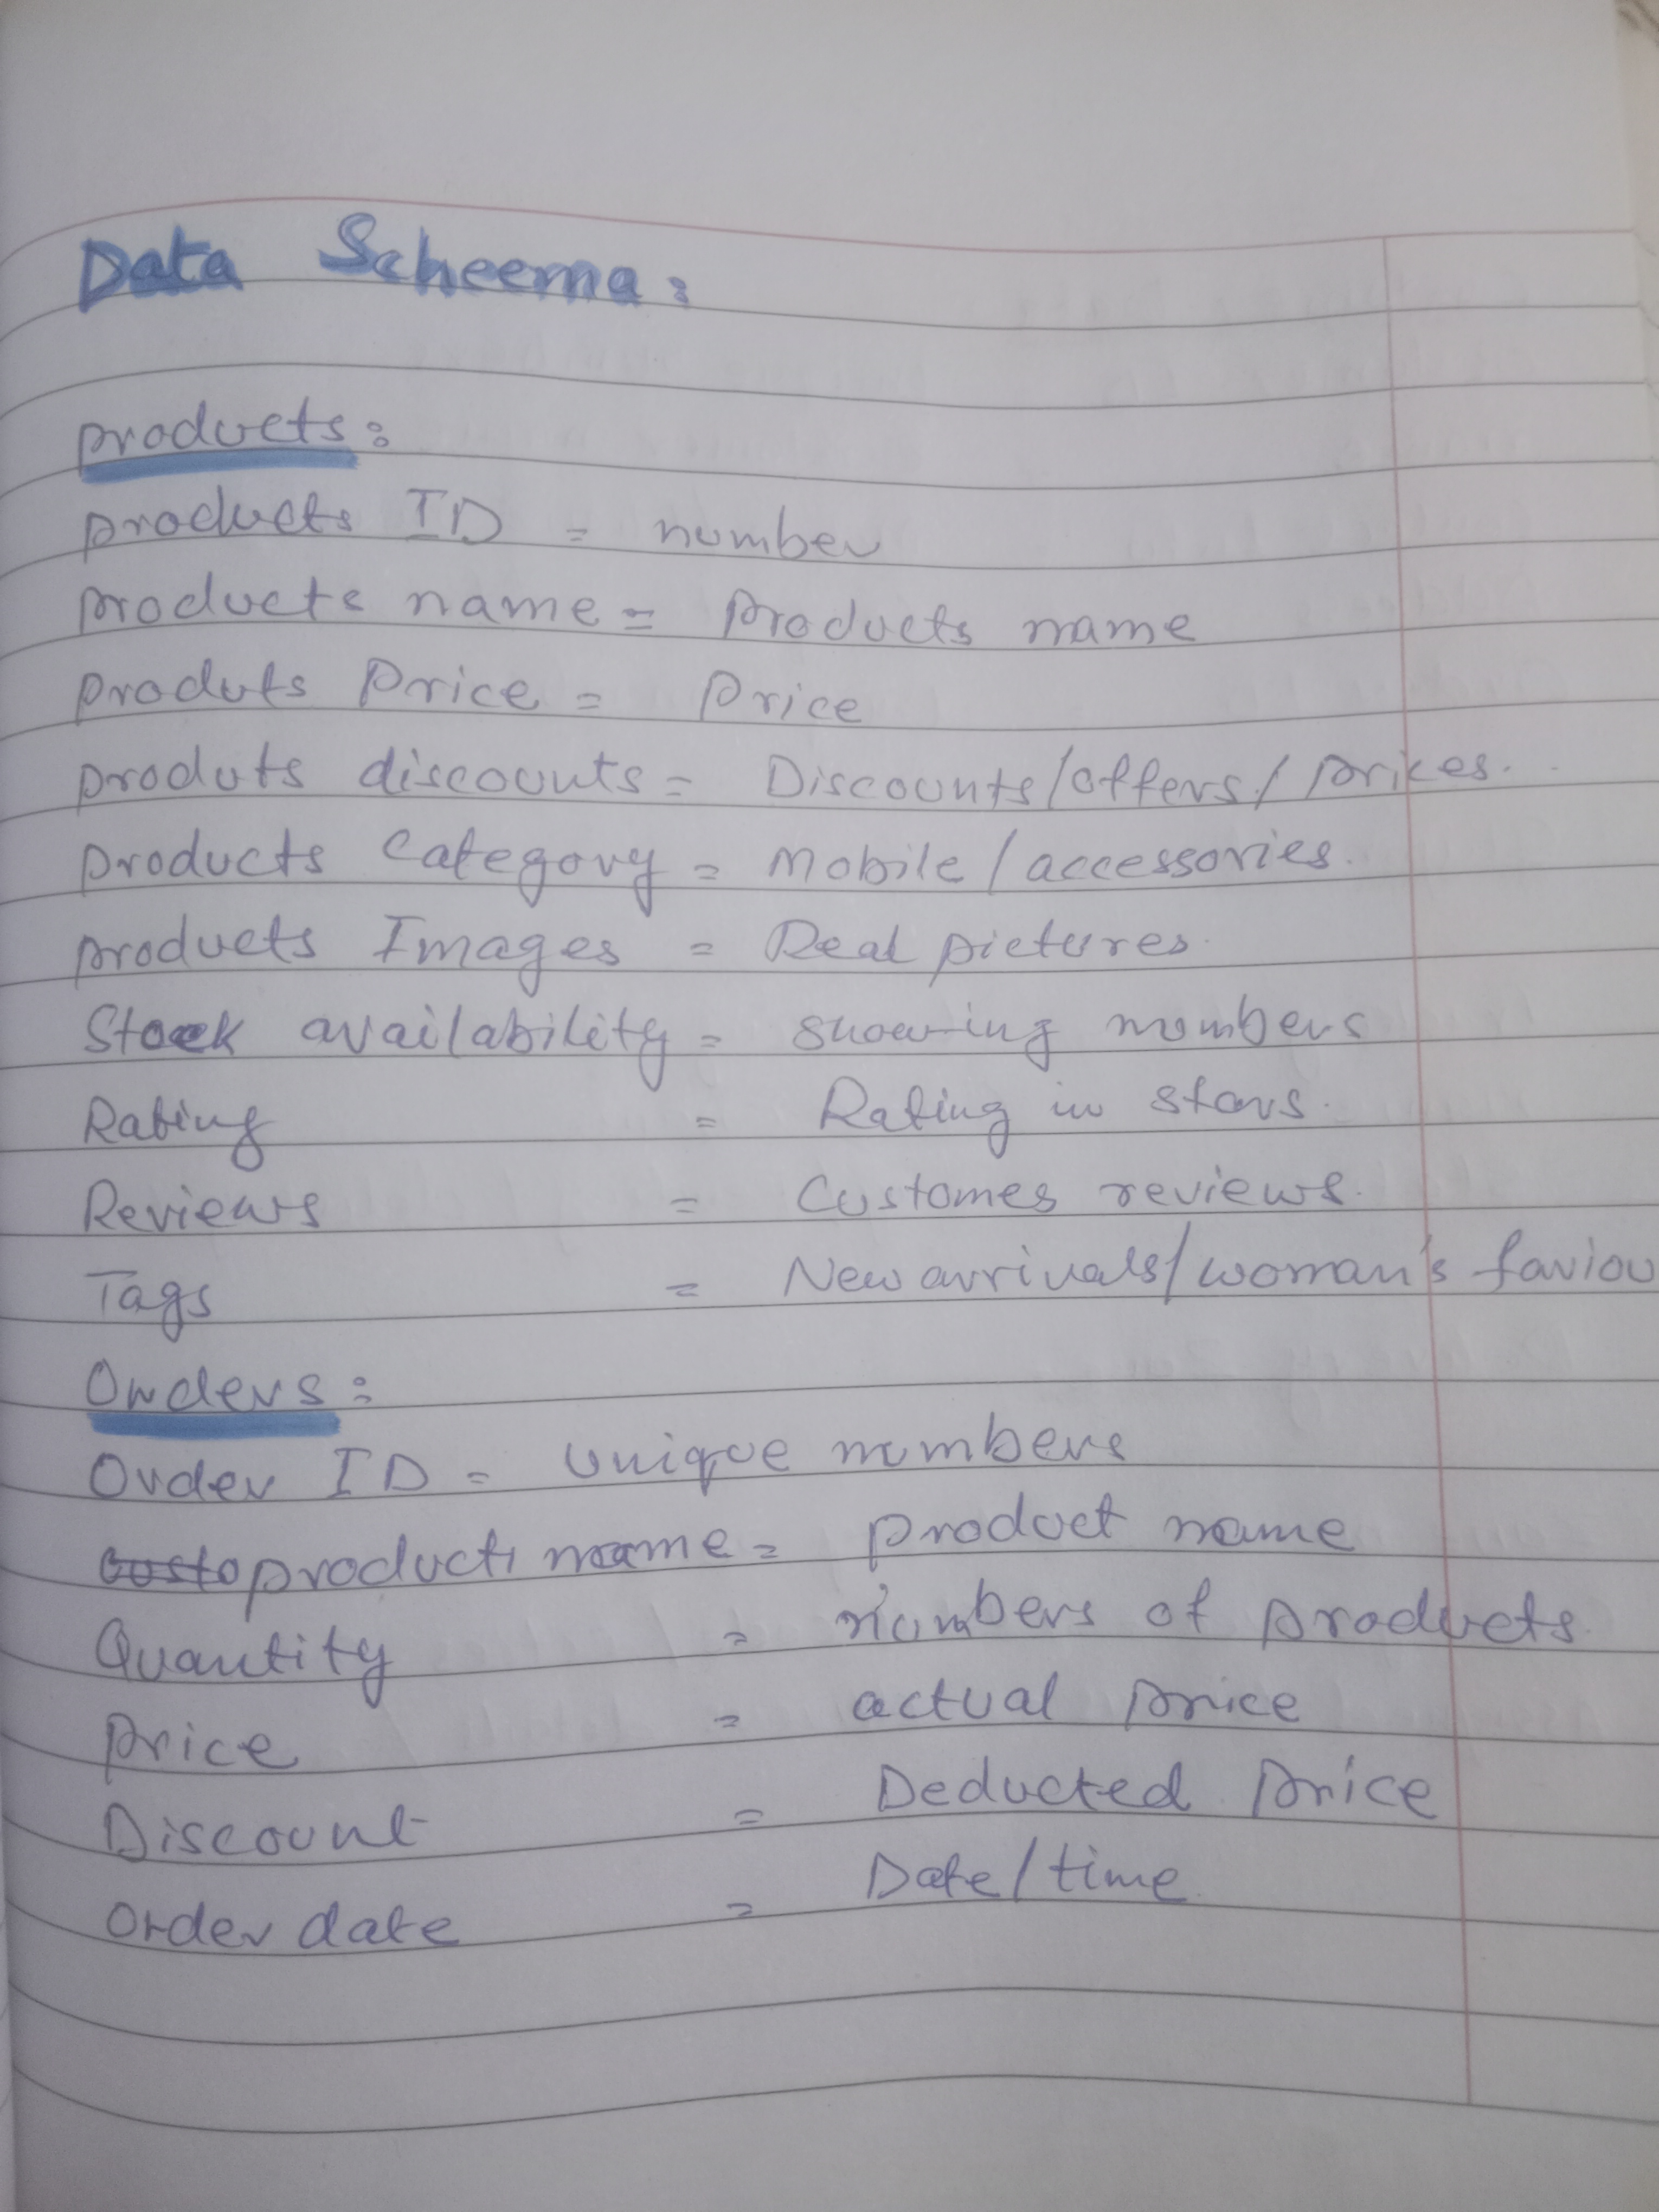 Data Scheema:
products:
products ID = number
products name = products name
produts Price = Price
produts discounts = Discounts/offers/prices.
products Category = Mobile/accessories.
products Images = Real pictures.
Stock availability = showing numbers
Rating = Rating in stars.
Reviews = Customes reviews.
Tags = New arrivals/woman's faviou
Orders:
Order ID = unique numbers
product name = product name
Quantity = numbers of products.
price = actual price
Discount = Deducted price
Order date = Date/time